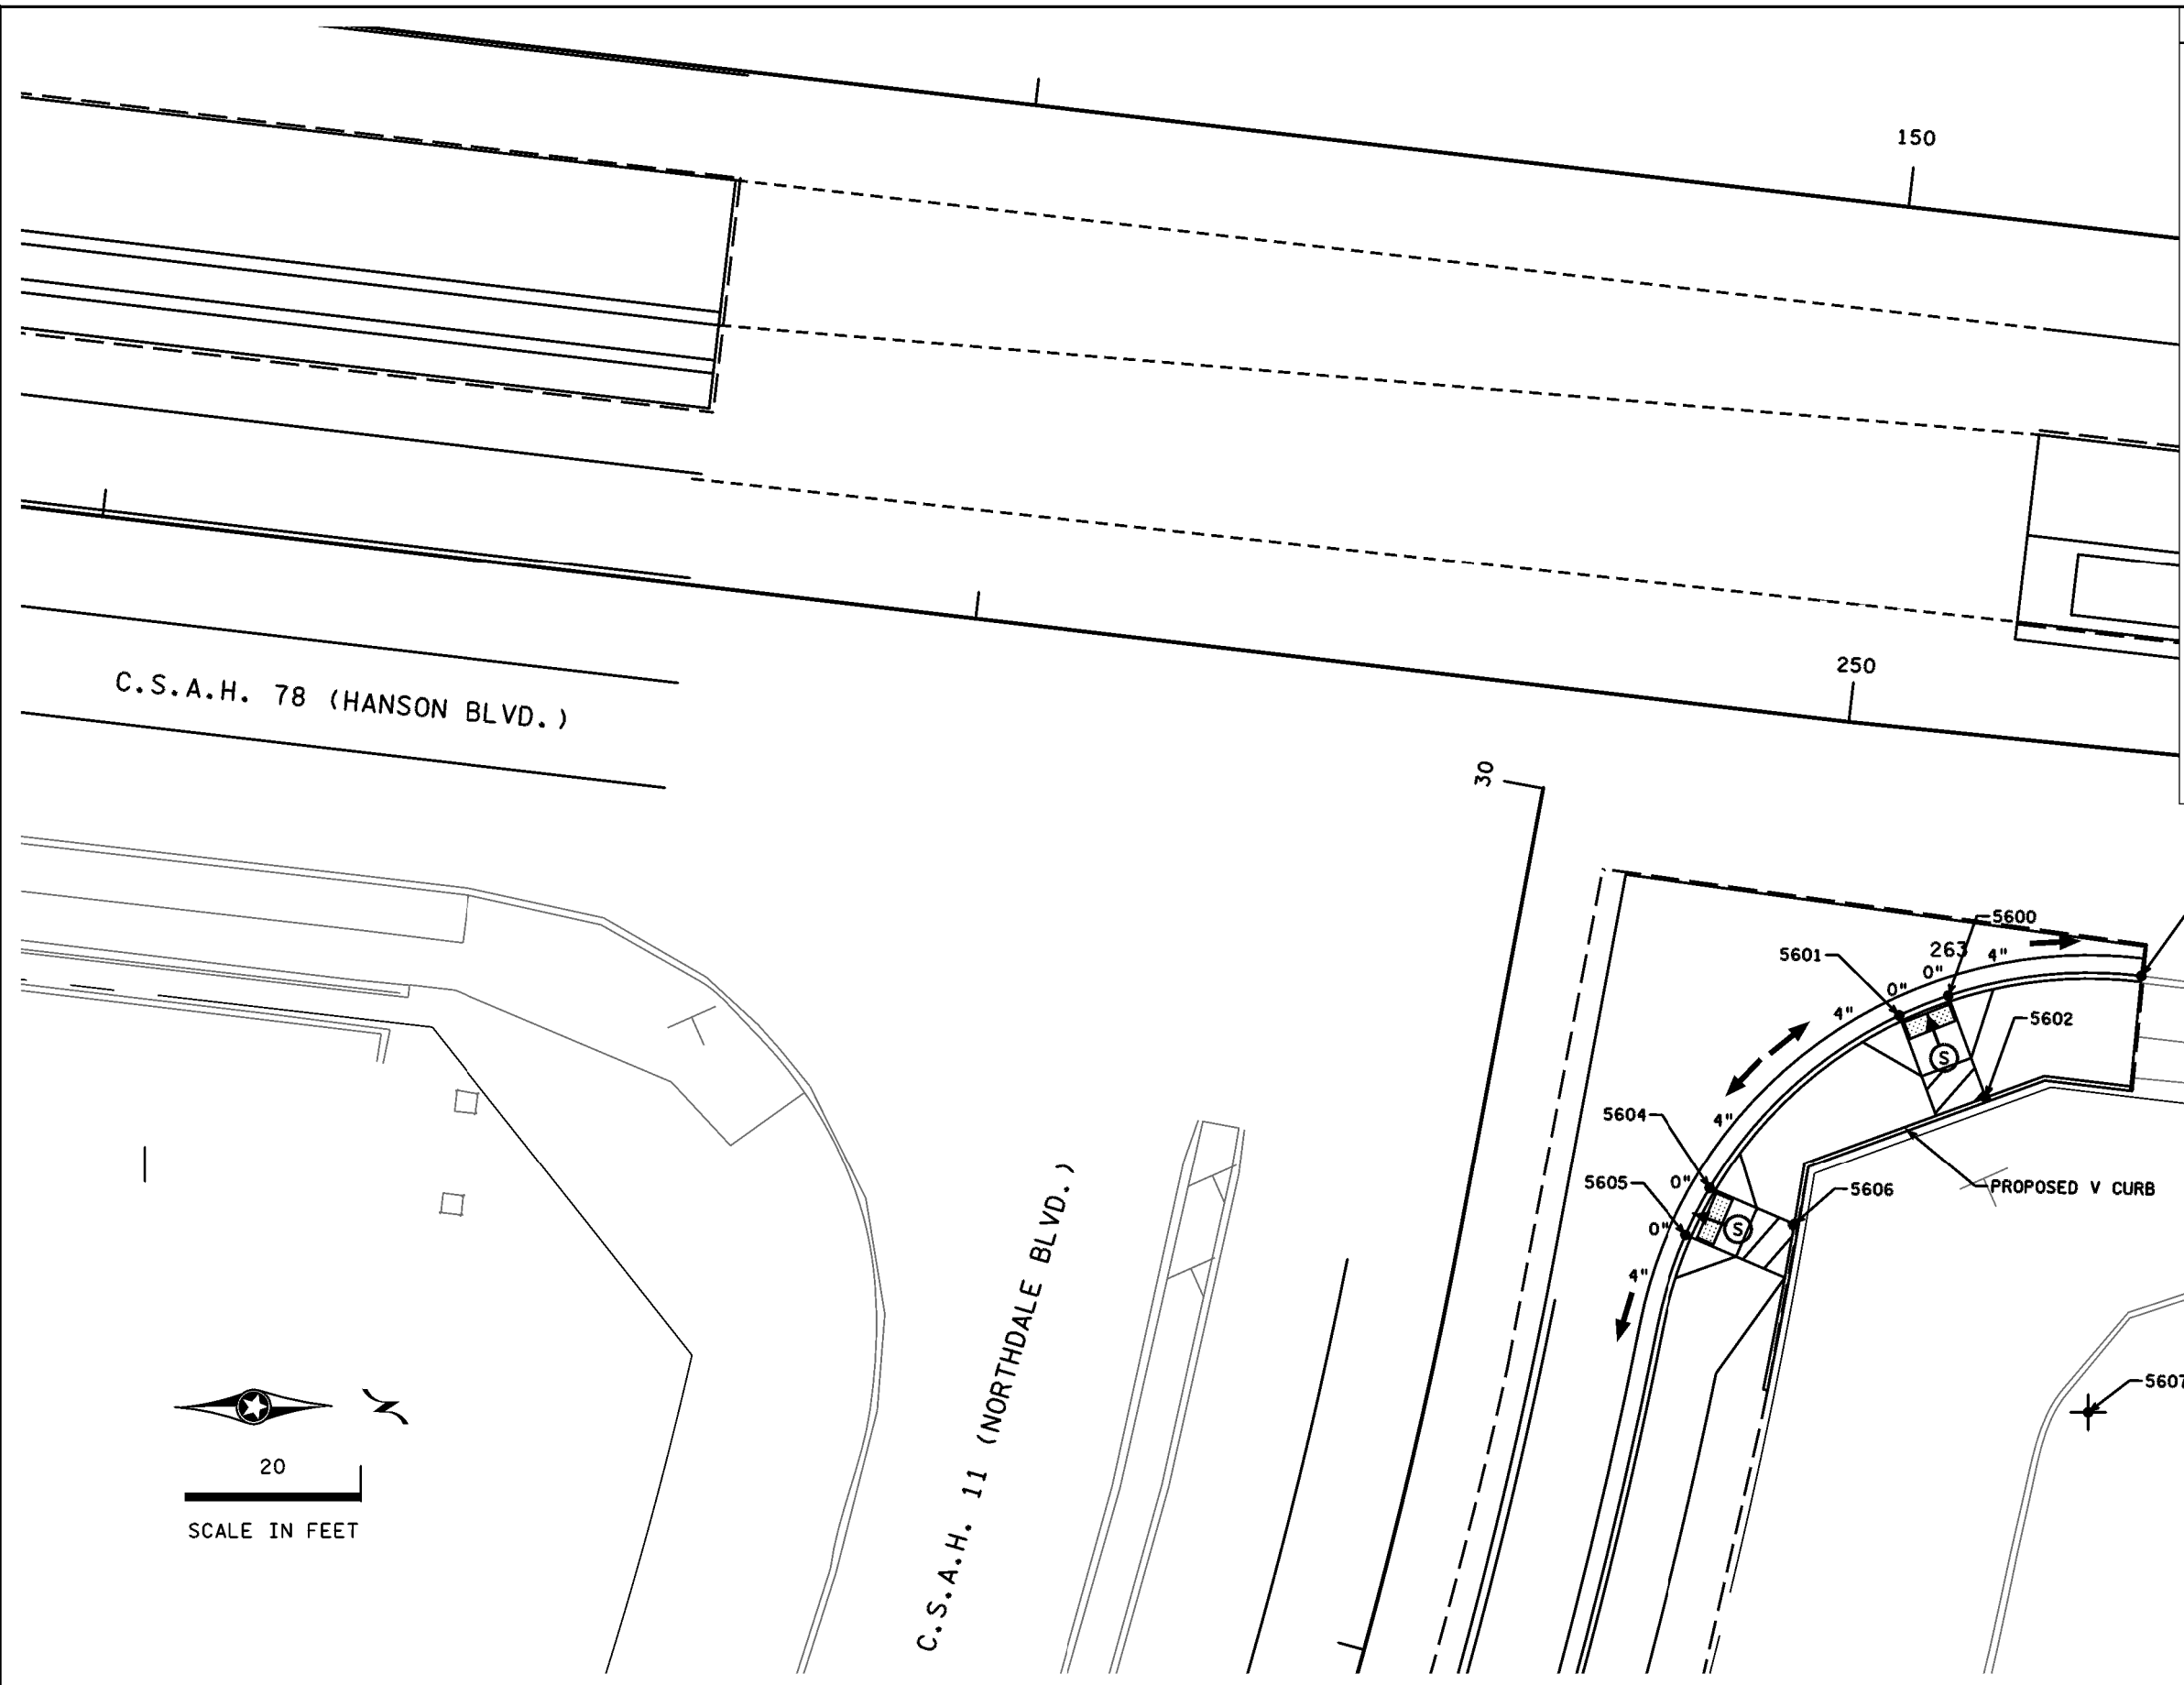 150
C.S.A.H. 78 (HANSON BLVD.)
250
30
5600
5601
263
4"
0"
0"
4"
5602
S
5604
4"
5605
0"
5606
PROPOSED V CURB
0"
S
4"
C.S.A.H. 11 (NORTHDALE BLVD.)
5607
N
20
SCALE IN FEET